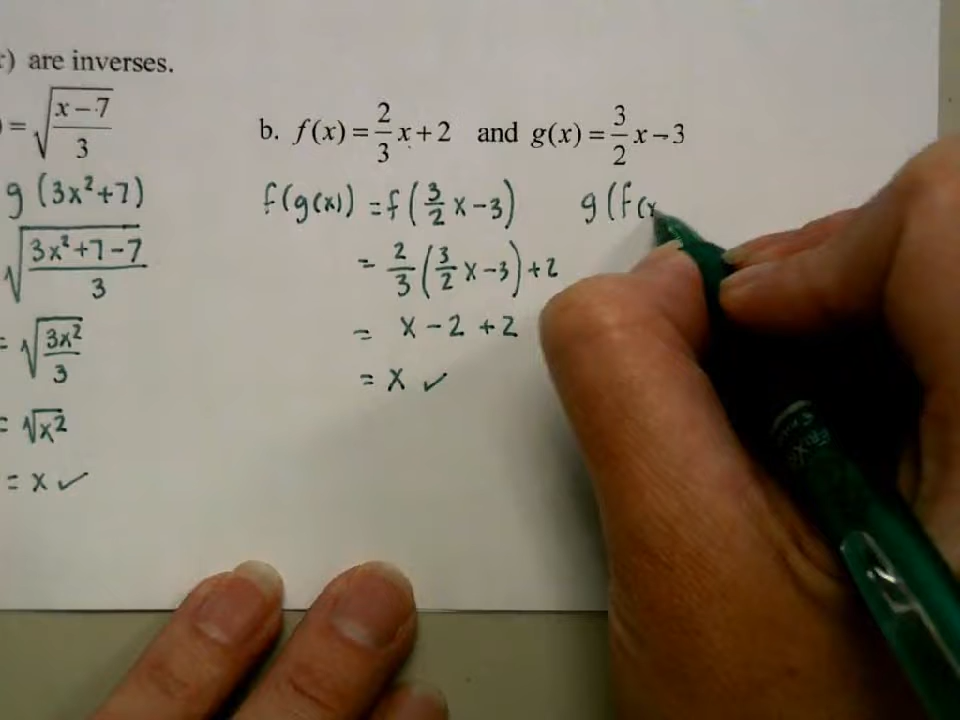 x) are inverses.
) = √((x − 7)/3)
g (3x²+7)
√((3x²+7−7)/3)
= √(3x²/3)
= √x²
= x ✓
b. f(x) = 2/3 x + 2 and g(x) = 3/2 x − 3
f(g(x)) = f(3/2 x − 3)
= 2/3 (3/2 x − 3) + 2
= x − 2 + 2
= x ✓
g(f(x